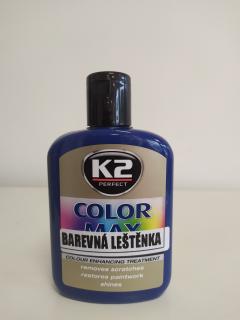 K2
PERFECT
COLOR
MAX
BAREVNÁ LEŠTĚNKA
COLOUR ENHANCING TREATMENT
removes scratches
restores paintwork
shines